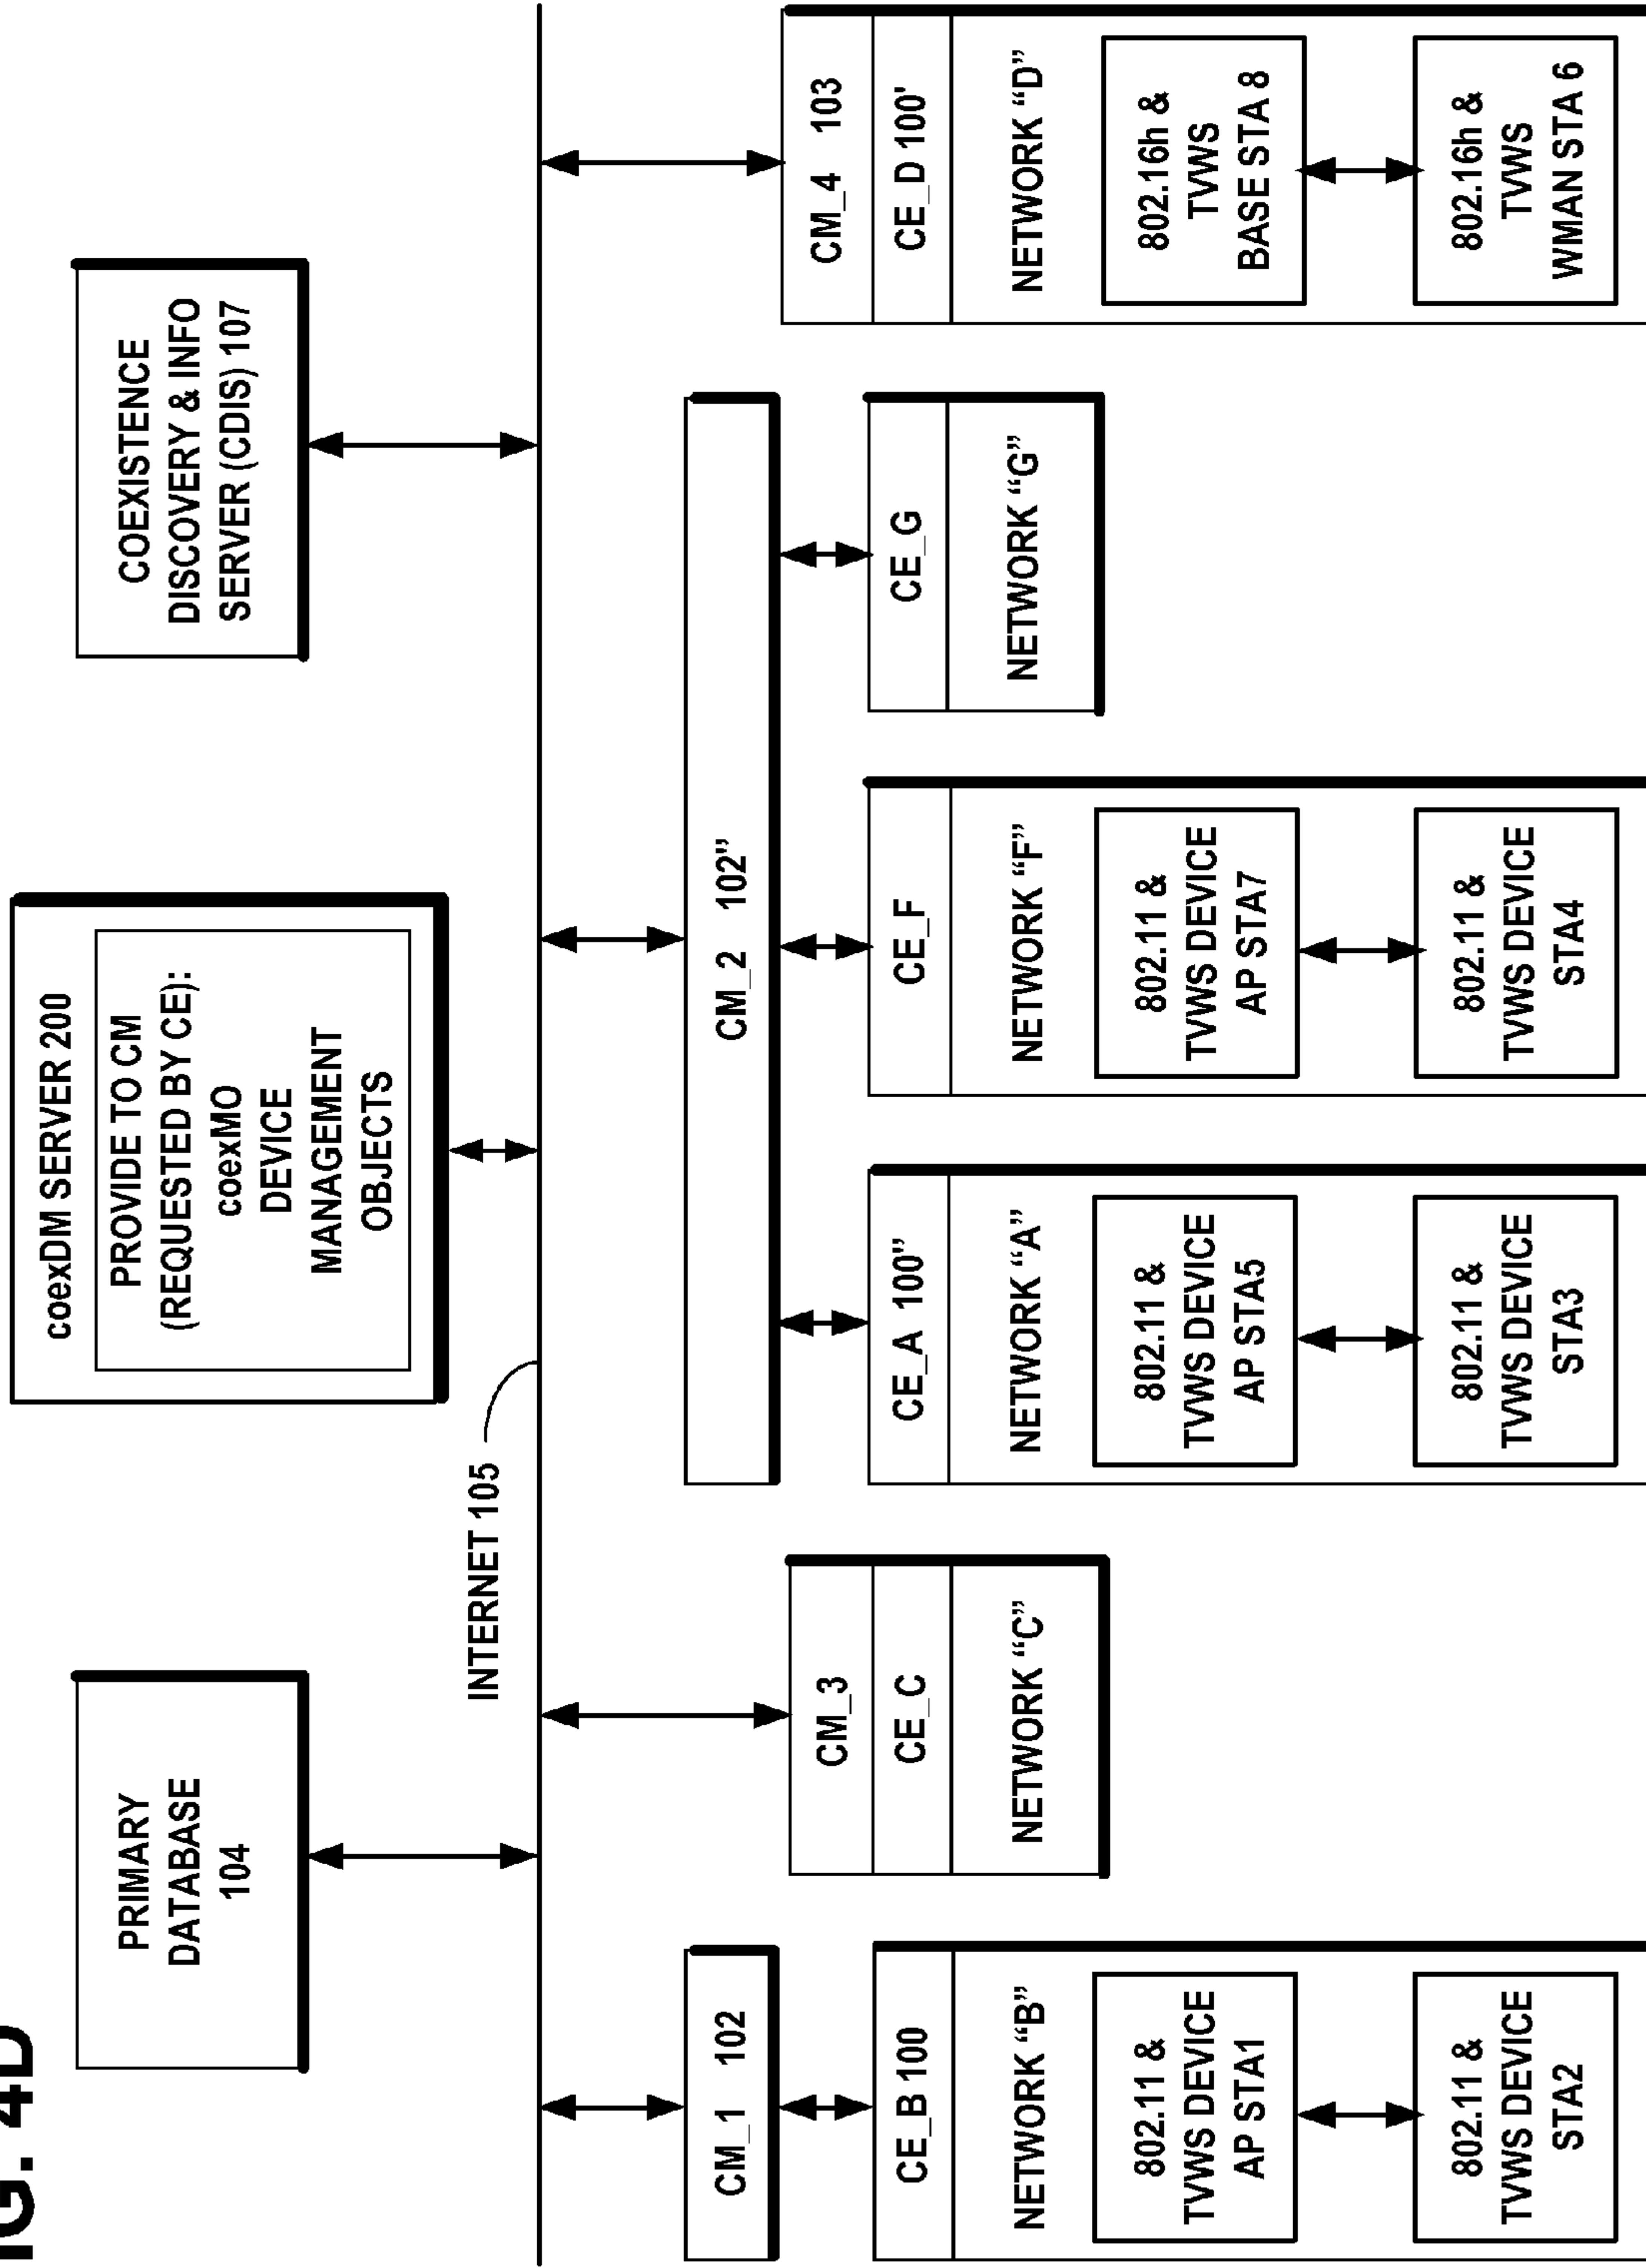 IG. 4D
PRIMARY
DATABASE
104
coexDM SERVER 200
PROVIDE TO CM
(REQUESTED BY CE):
coexMO
DEVICE
MANAGEMENT
OBJECTS
COEXISTENCE
DISCOVERY & INFO
SERVER (CDIS) 107
INTERNET 105
CM_1 102
CE_B 100
NETWORK “B”
802.11 &
TVWS DEVICE
AP STA1
802.11 &
TVWS DEVICE
STA2
CM_3
CE_C
NETWORK “C”
CM_2 102”
CE_A 100”
NETWORK “A”
802.11 &
TVWS DEVICE
AP STA5
802.11 &
TVWS DEVICE
STA3
CE_F
NETWORK “F”
802.11 &
TVWS DEVICE
AP STA7
802.11 &
TVWS DEVICE
STA4
CE_G
NETWORK “G”
CM_4 103
CE_D 100'
NETWORK “D”
802.16h &
TVWS
BASE STA 8
802.16h &
TVWS
WMAN STA 6